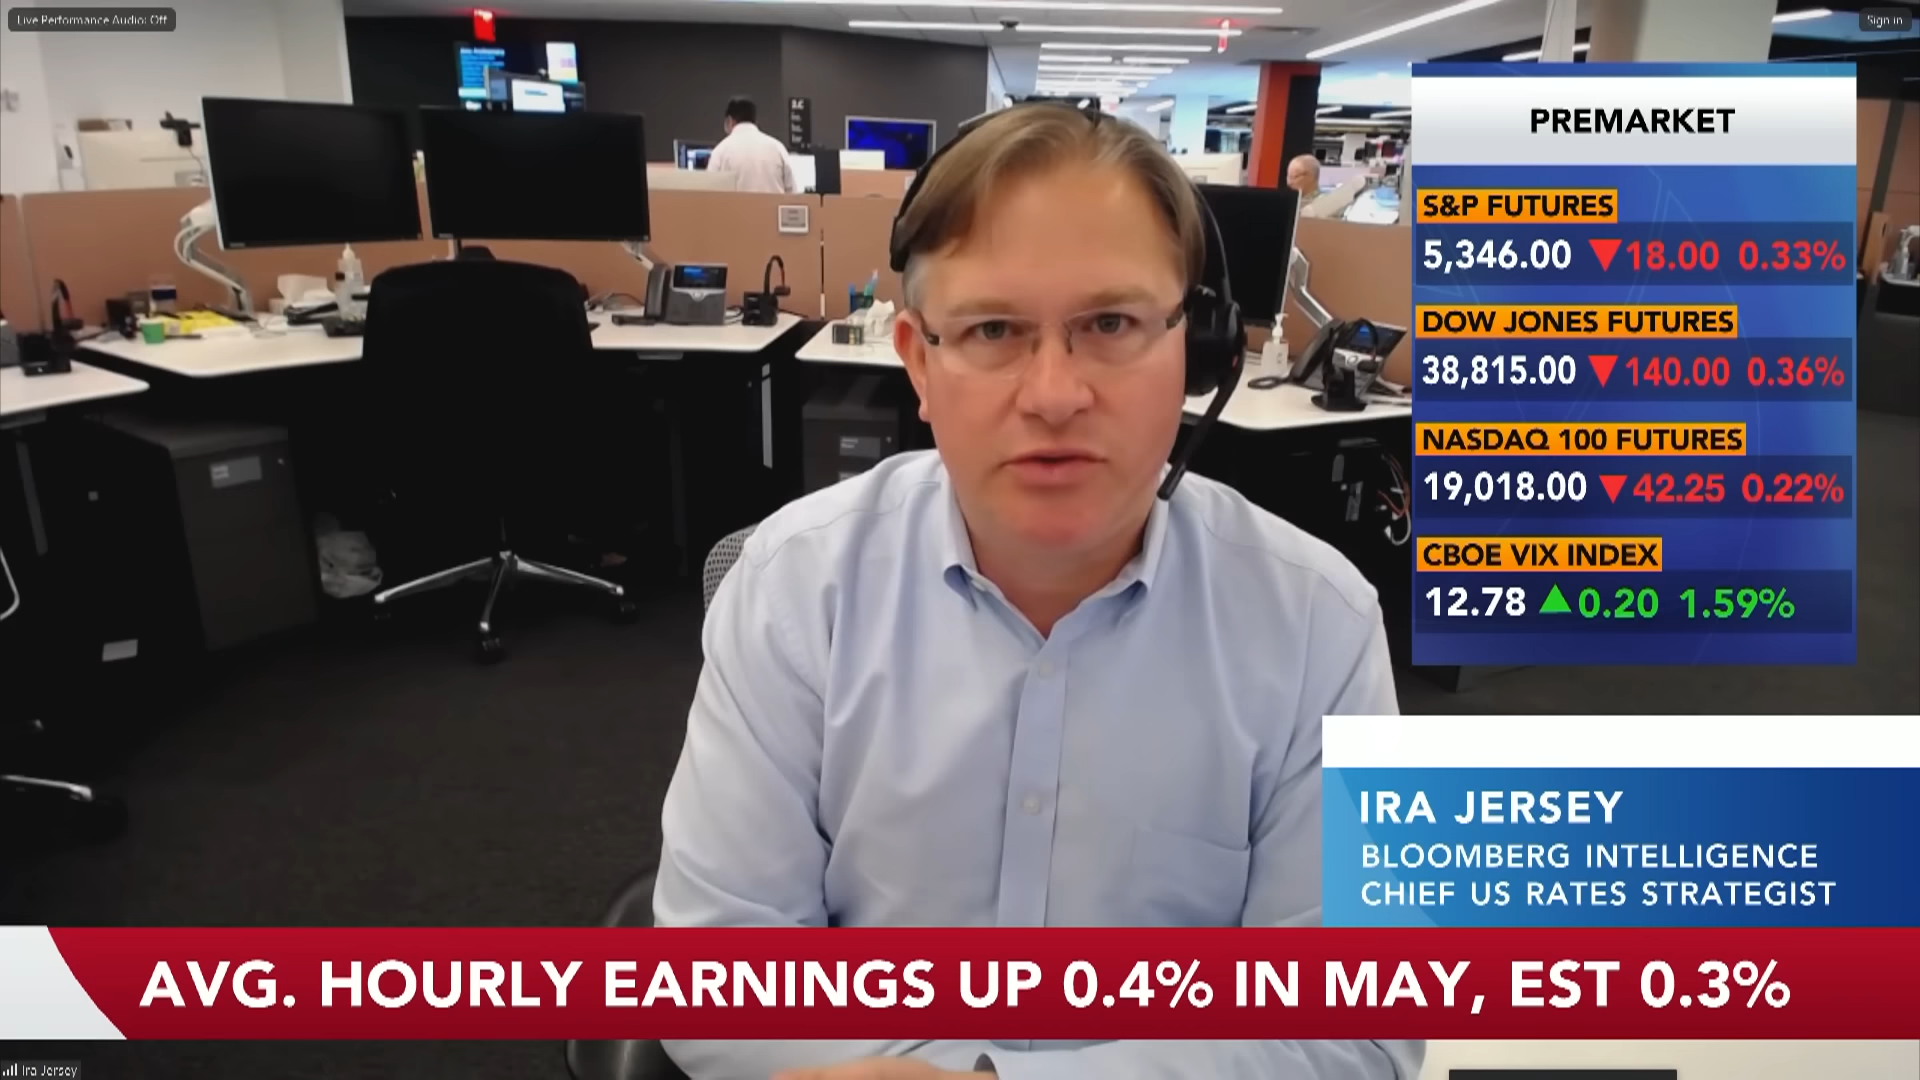 Live Performance Audio: Off
Sign in
PREMARKET
S&P FUTURES
5,346.00 ▼18.00 0.33%
DOW JONES FUTURES
38,815.00 ▼140.00 0.36%
NASDAQ 100 FUTURES
19,018.00 ▼42.25 0.22%
CBOE VIX INDEX
12.78 ▲0.20 1.59%
IRA JERSEY
BLOOMBERG INTELLIGENCE
CHIEF US RATES STRATEGIST
AVG. HOURLY EARNINGS UP 0.4% IN MAY, EST 0.3%
Ira Jersey